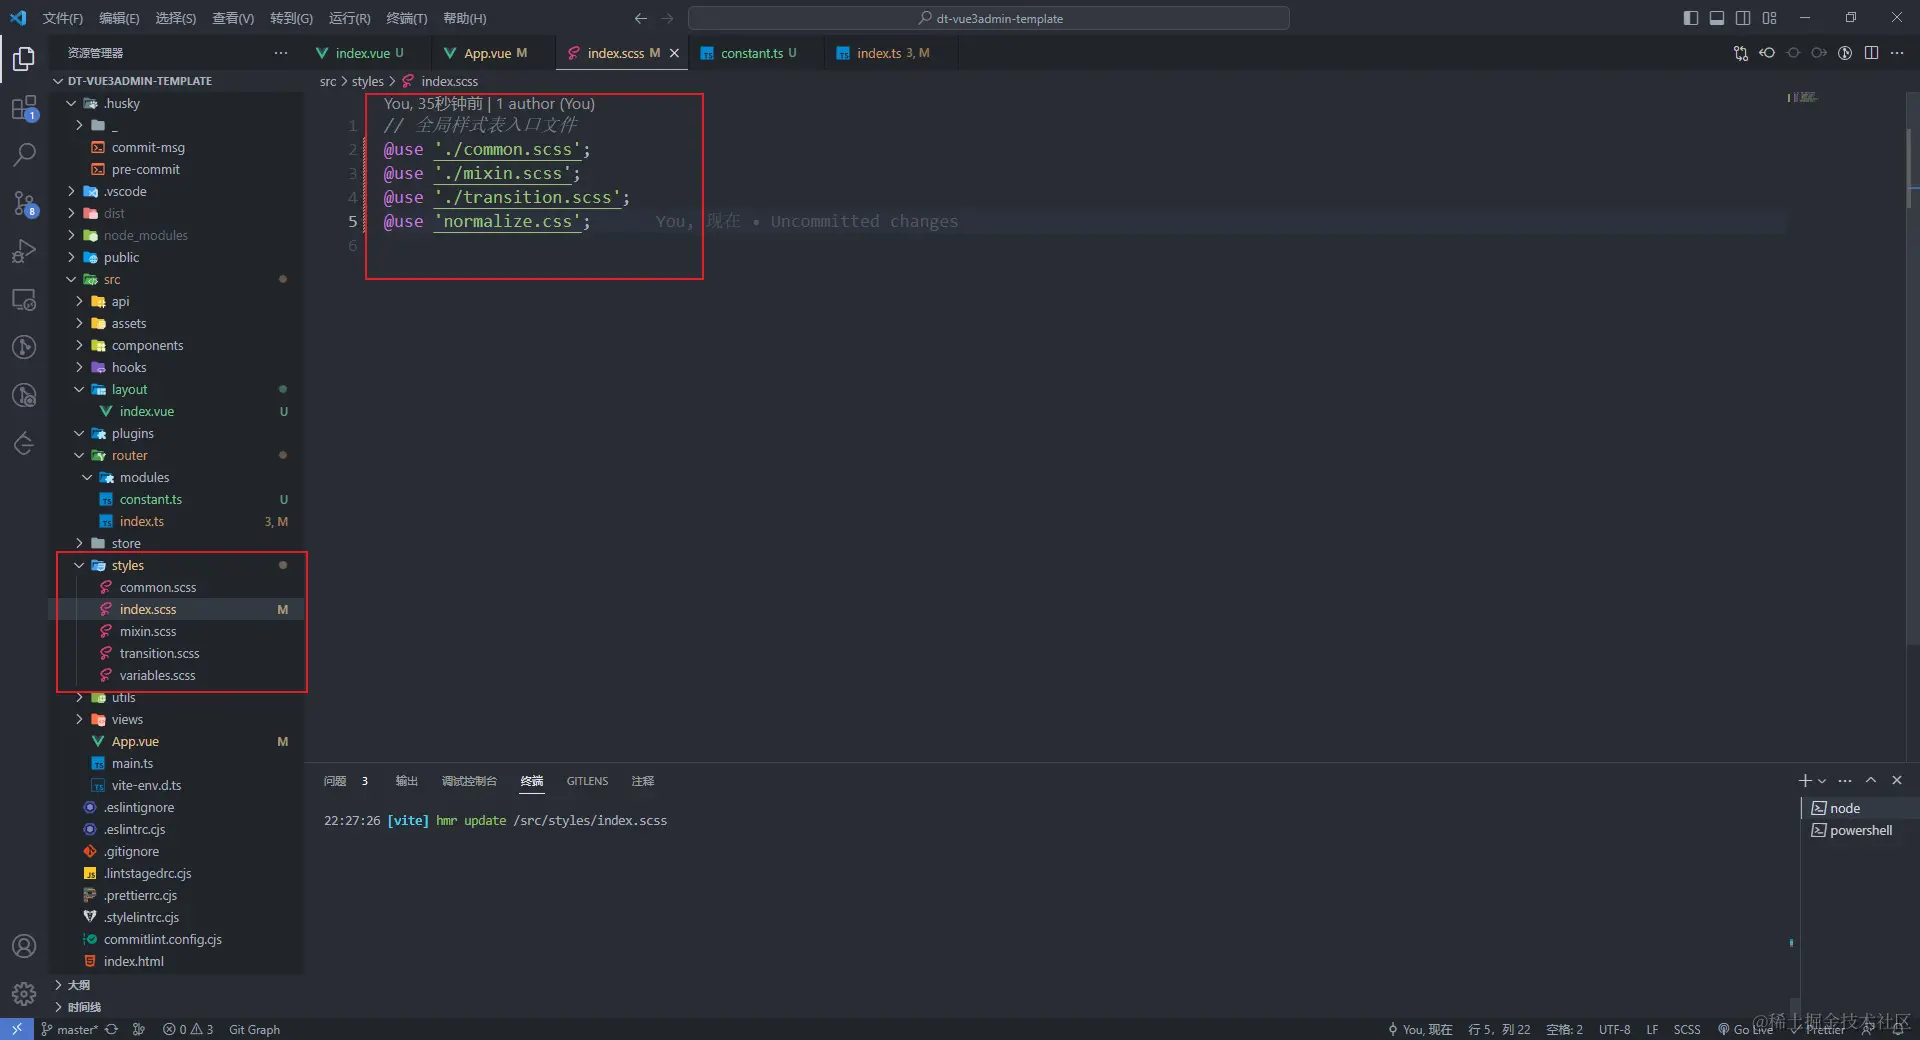 文件(F) 编辑(E) 选择(S) 查看(V) 转到(G) 运行(R) 终端(T) 帮助(H)
dt-vue3admin-template
资源管理器
index.vue U
App.vue M
index.scss M
constant.ts U
index.ts 3, M
DT-VUE3ADMIN-TEMPLATE
src > styles > index.scss
.husky
_
commit-msg
pre-commit
.vscode
dist
node_modules
public
src
api
assets
components
hooks
layout
index.vue U
plugins
router
modules
constant.ts U
index.ts 3, M
store
styles
common.scss
index.scss M
mixin.scss
transition.scss
variables.scss
utils
views
App.vue M
main.ts
vite-env.d.ts
.eslintignore
.eslintrc.cjs
.gitignore
.lintstagedrc.cjs
.prettierrc.cjs
.stylelintrc.cjs
commitlint.config.cjs
index.html
大纲
时间线
1
8
You, 35秒钟前 | 1 author (You)
1 // 全局样式表入口文件
2 @use './common.scss';
3 @use './mixin.scss';
4 @use './transition.scss';
5 @use 'normalize.css'; You, 现在 • Uncommitted changes
6
问题 3 输出 调试控制台 终端 GITLENS 注释
22:27:26 [vite] hmr update /src/styles/index.scss
node
powershell
master* 0 3 Git Graph
You, 现在 行 5，列 22 空格: 2 UTF-8 LF SCSS Go Live Prettier
@稀土掘金技术社区